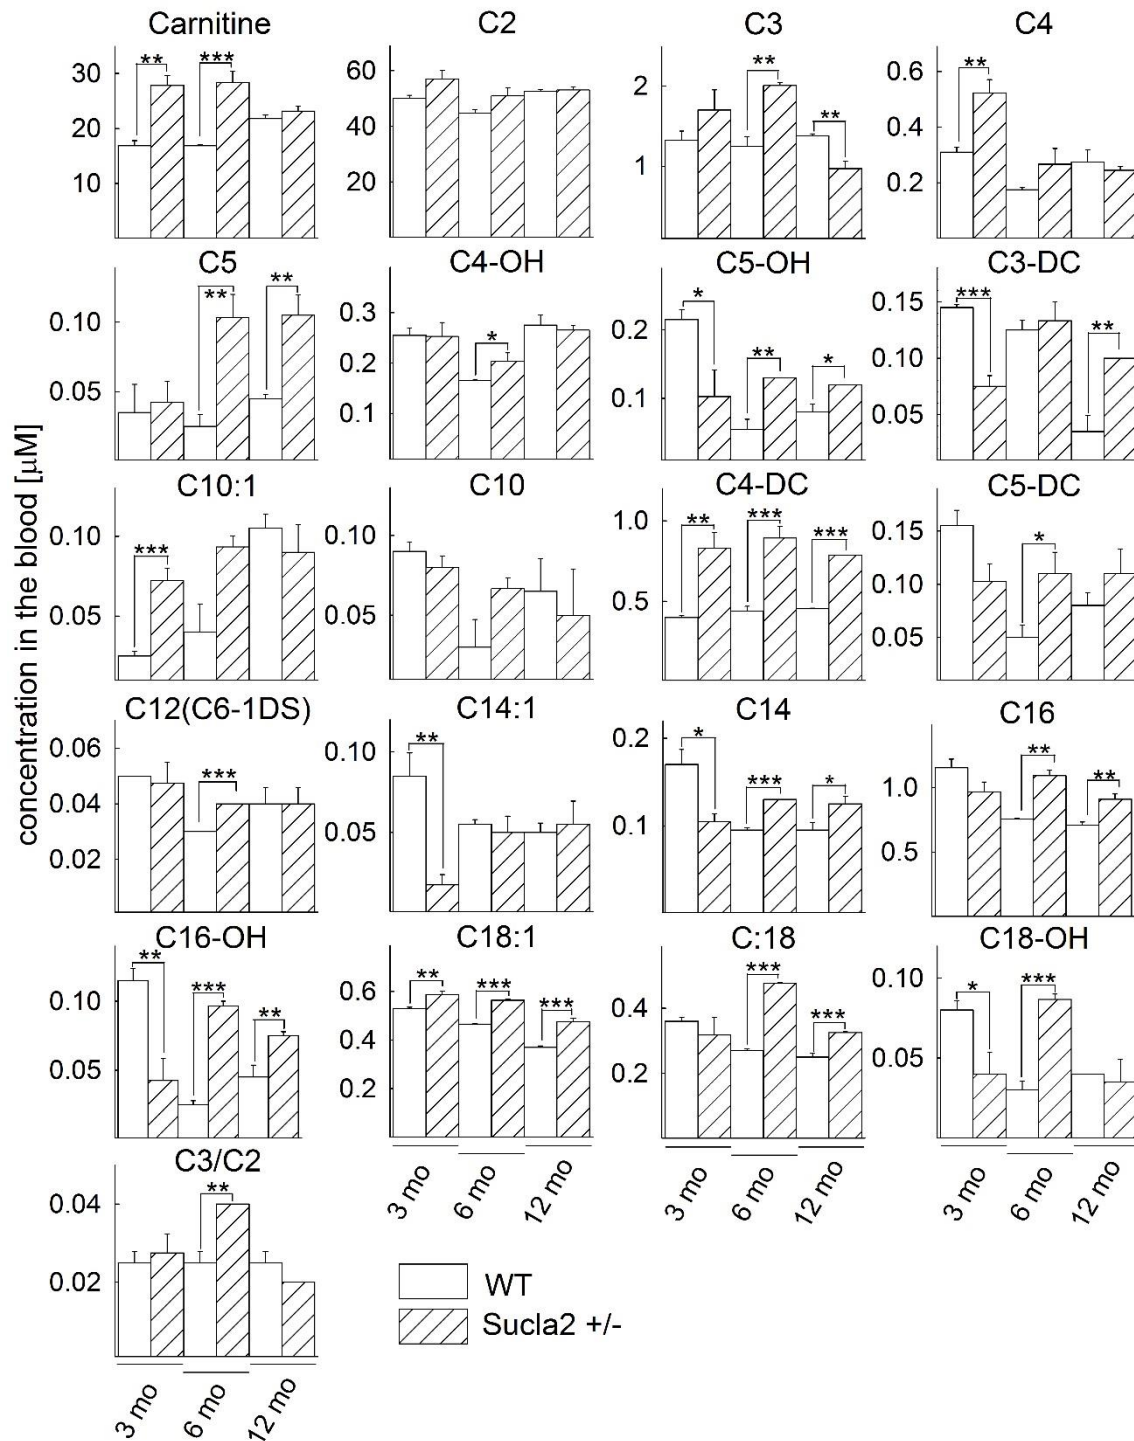 Carnitine C2 C3 C4
30 20 10
** ***
60 40 20
2 1
** **
0.6 0.4 0.2
**
C5 C4-OH C5-OH C3-DC
0.10 0.05
** **
0.3 0.2 0.1
*
0.2 0.1
* ** *
0.15 0.10 0.05
*** **
C10:1 C10 C4-DC C5-DC
0.10 0.05
***
0.10 0.05
1.0 0.5
** *** ***
0.15 0.10 0.05
*
C12(C6-1DS) C14:1 C14 C16
0.06 0.04 0.02
***
0.10 0.05
**
0.2 0.1
* *** *
1.0 0.5
** **
C16-OH C18:1 C:18 C18-OH
0.10 0.05
** *** **
0.6 0.4 0.2
** *** ***
0.4 0.2
*** ***
0.10 0.05
* ***
3 mo 6 mo 12 mo
3 mo 6 mo 12 mo
3 mo 6 mo 12 mo
C3/C2
0.04 0.02
**
3 mo 6 mo 12 mo
WT
Sucla2 +/-
concentration in the blood [μM]